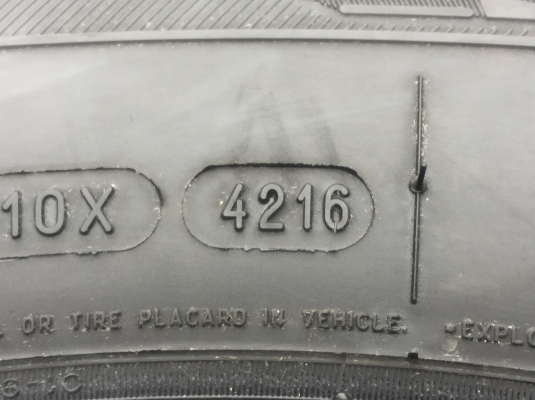 10X 4216
OR TIRE PLACARD IN VEHICLE. •EXPLO